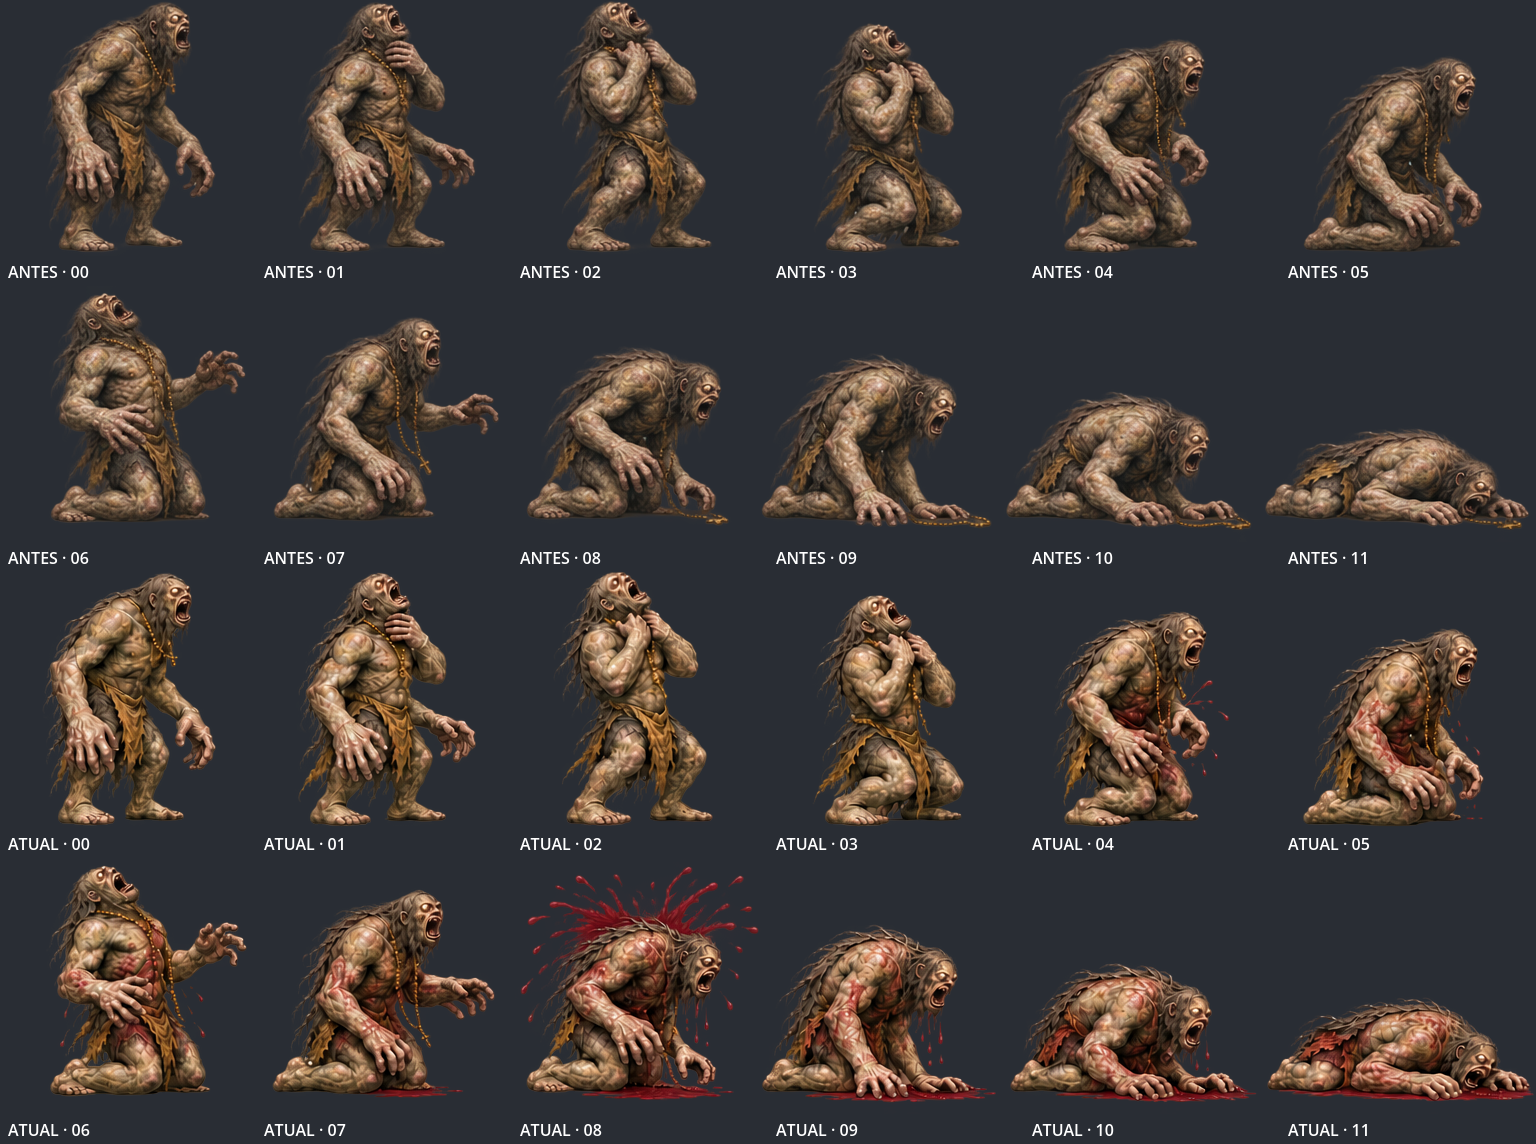 ANTES · 00
ANTES · 01
ANTES · 02
ANTES · 03
ANTES · 04
ANTES · 05
ANTES · 06
ANTES · 07
ANTES · 08
ANTES · 09
ANTES · 10
ANTES · 11
ATUAL · 00
ATUAL · 01
ATUAL · 02
ATUAL · 03
ATUAL · 04
ATUAL · 05
ATUAL · 06
ATUAL · 07
ATUAL · 08
ATUAL · 09
ATUAL · 10
ATUAL · 11